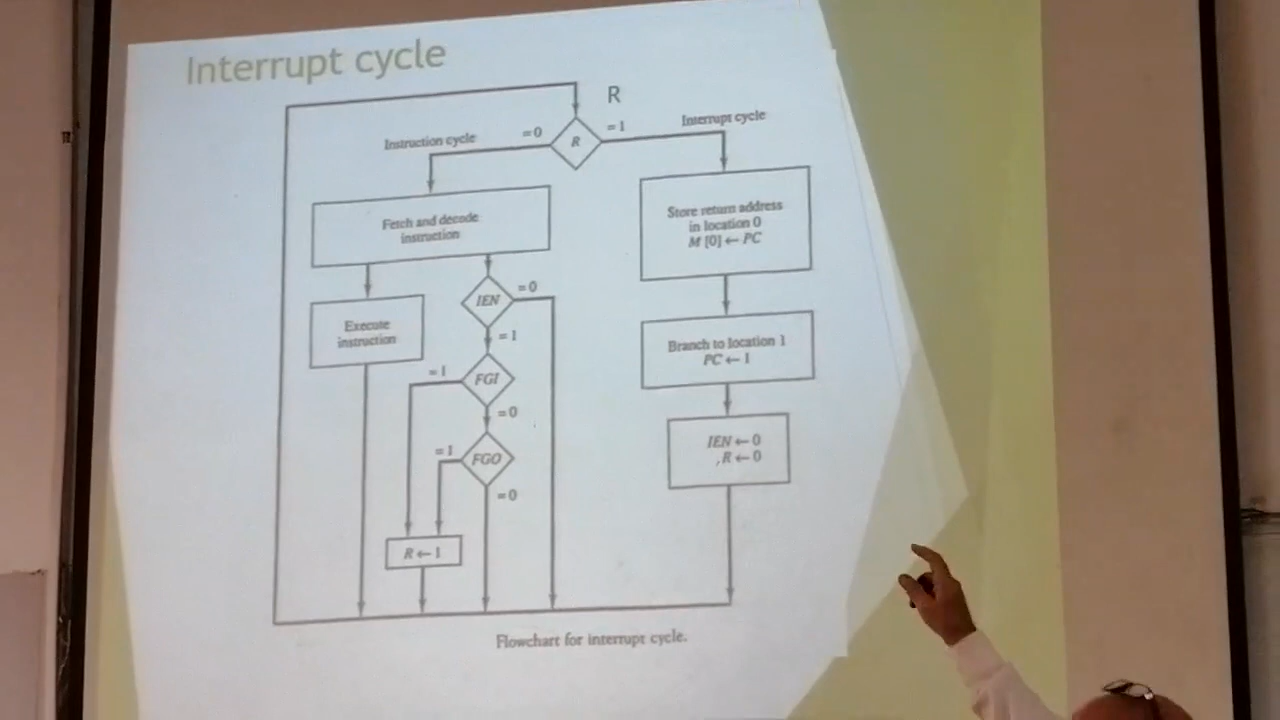 Interrupt cycle
R
Instruction cycle
=0
R
=1
Interrupt cycle
Fetch and decode
instruction
Store return address
in location 0
M [0] ← PC
Execute
instruction
IEN
=0
=1
Branch to location 1
PC ← 1
=1
FGI
=0
IEN ← 0
R ← 0
=1
FGO
=0
R ← 1
Flowchart for interrupt cycle.